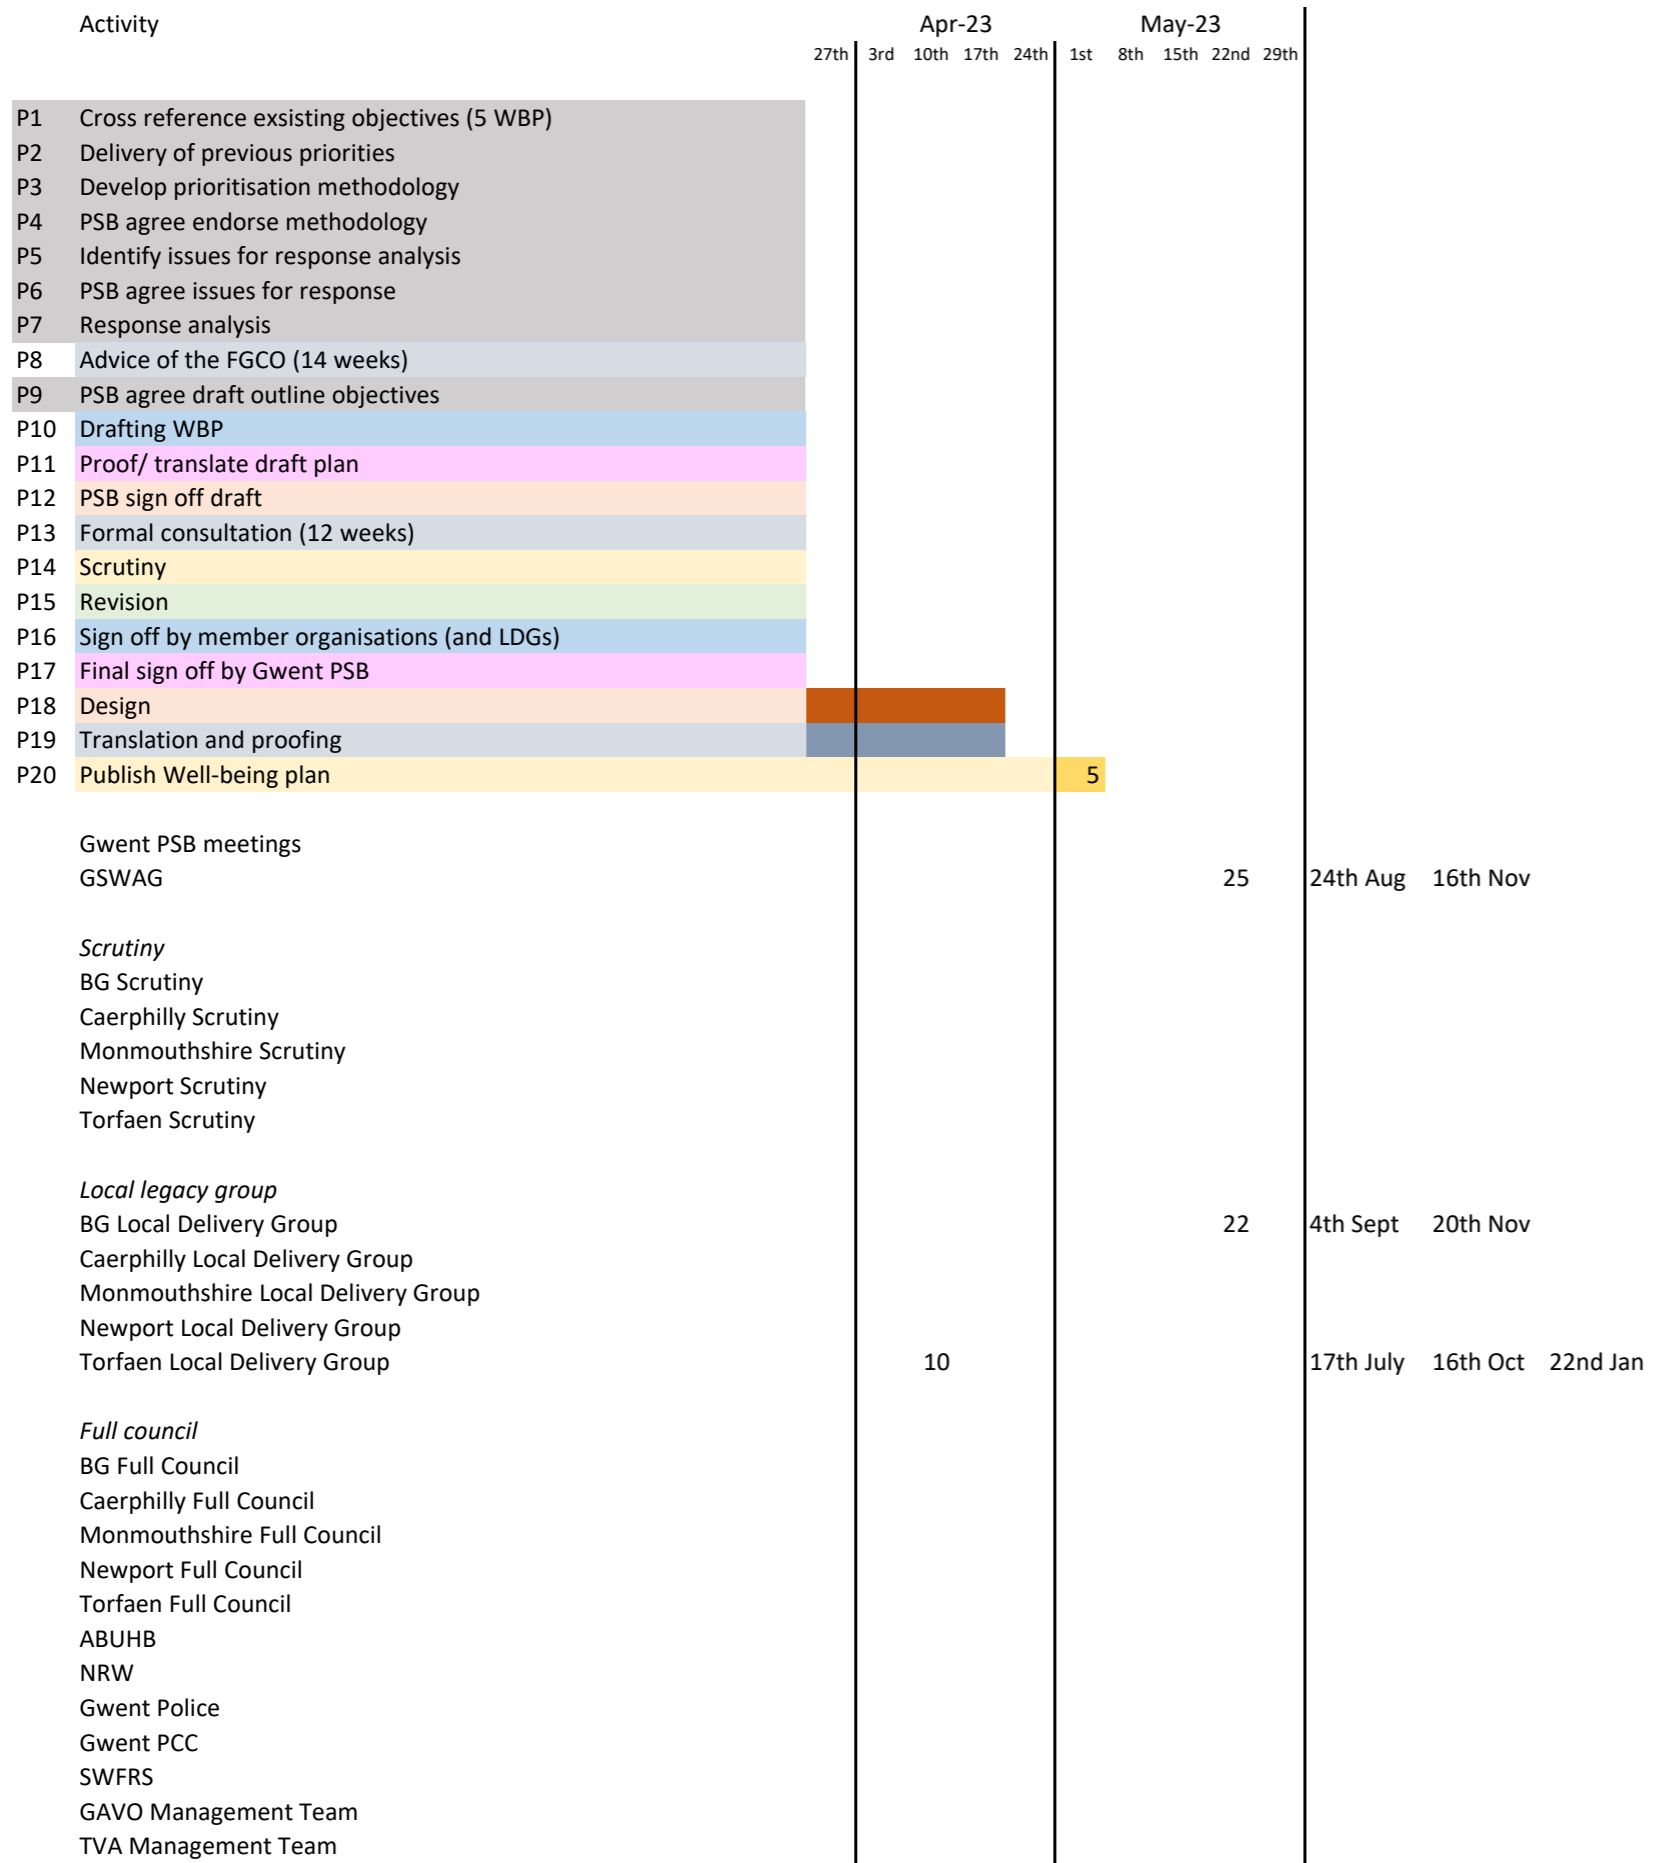 Activity Apr-23 May-23
27th 3rd 10th 17th 24th 1st 8th 15th 22nd 29th
P1 Cross reference exsisting objectives (5 WBP)
P2 Delivery of previous priorities
P3 Develop prioritisation methodology
P4 PSB agree endorse methodology
P5 Identify issues for response analysis
P6 PSB agree issues for response
P7 Response analysis
P8 Advice of the FGCO (14 weeks)
P9 PSB agree draft outline objectives
P10 Drafting WBP
P11 Proof/ translate draft plan
P12 PSB sign off draft
P13 Formal consultation (12 weeks)
P14 Scrutiny
P15 Revision
P16 Sign off by member organisations (and LDGs)
P17 Final sign off by Gwent PSB
P18 Design
P19 Translation and proofing
P20 Publish Well-being plan 5
Gwent PSB meetings
GSWAG 25 24th Aug 16th Nov
Scrutiny
BG Scrutiny
Caerphilly Scrutiny
Monmouthshire Scrutiny
Newport Scrutiny
Torfaen Scrutiny
Local legacy group
BG Local Delivery Group 22 4th Sept 20th Nov
Caerphilly Local Delivery Group
Monmouthshire Local Delivery Group
Newport Local Delivery Group
Torfaen Local Delivery Group 10 17th July 16th Oct 22nd Jan
Full council
BG Full Council
Caerphilly Full Council
Monmouthshire Full Council
Newport Full Council
Torfaen Full Council
ABUHB
NRW
Gwent Police
Gwent PCC
SWFRS
GAVO Management Team
TVA Management Team